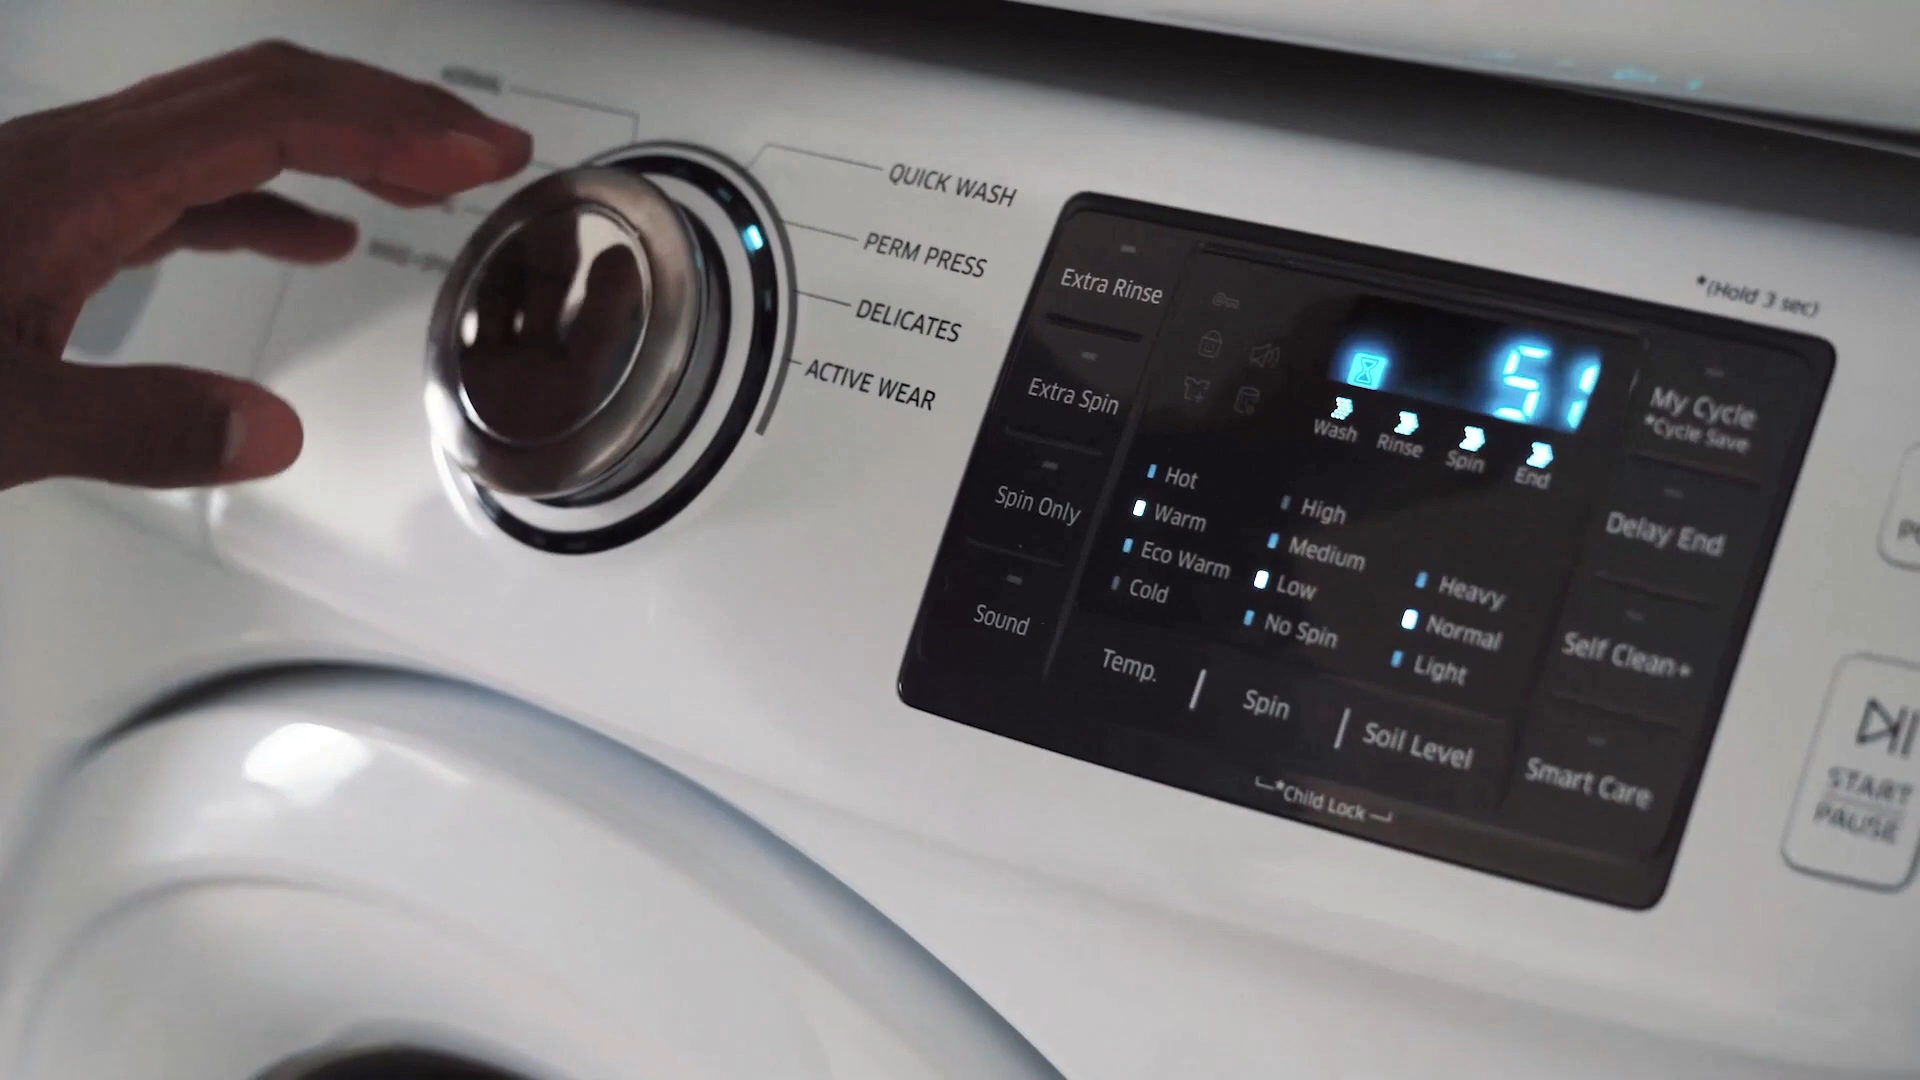 QUICK WASH
PERM PRESS
DELICATES
ACTIVE WEAR
Extra Rinse
Extra Spin
Spin Only
Sound
51
Wash Rinse Spin End
Hot
Warm
Eco Warm
Cold
High
Medium
Low
No Spin
Heavy
Normal
Light
Temp. | Spin | Soil Level
*Child Lock
*(Hold 3 sec)
My Cycle
*Cycle Save
Delay End
Self Clean+
Smart Care
START
PAUSE